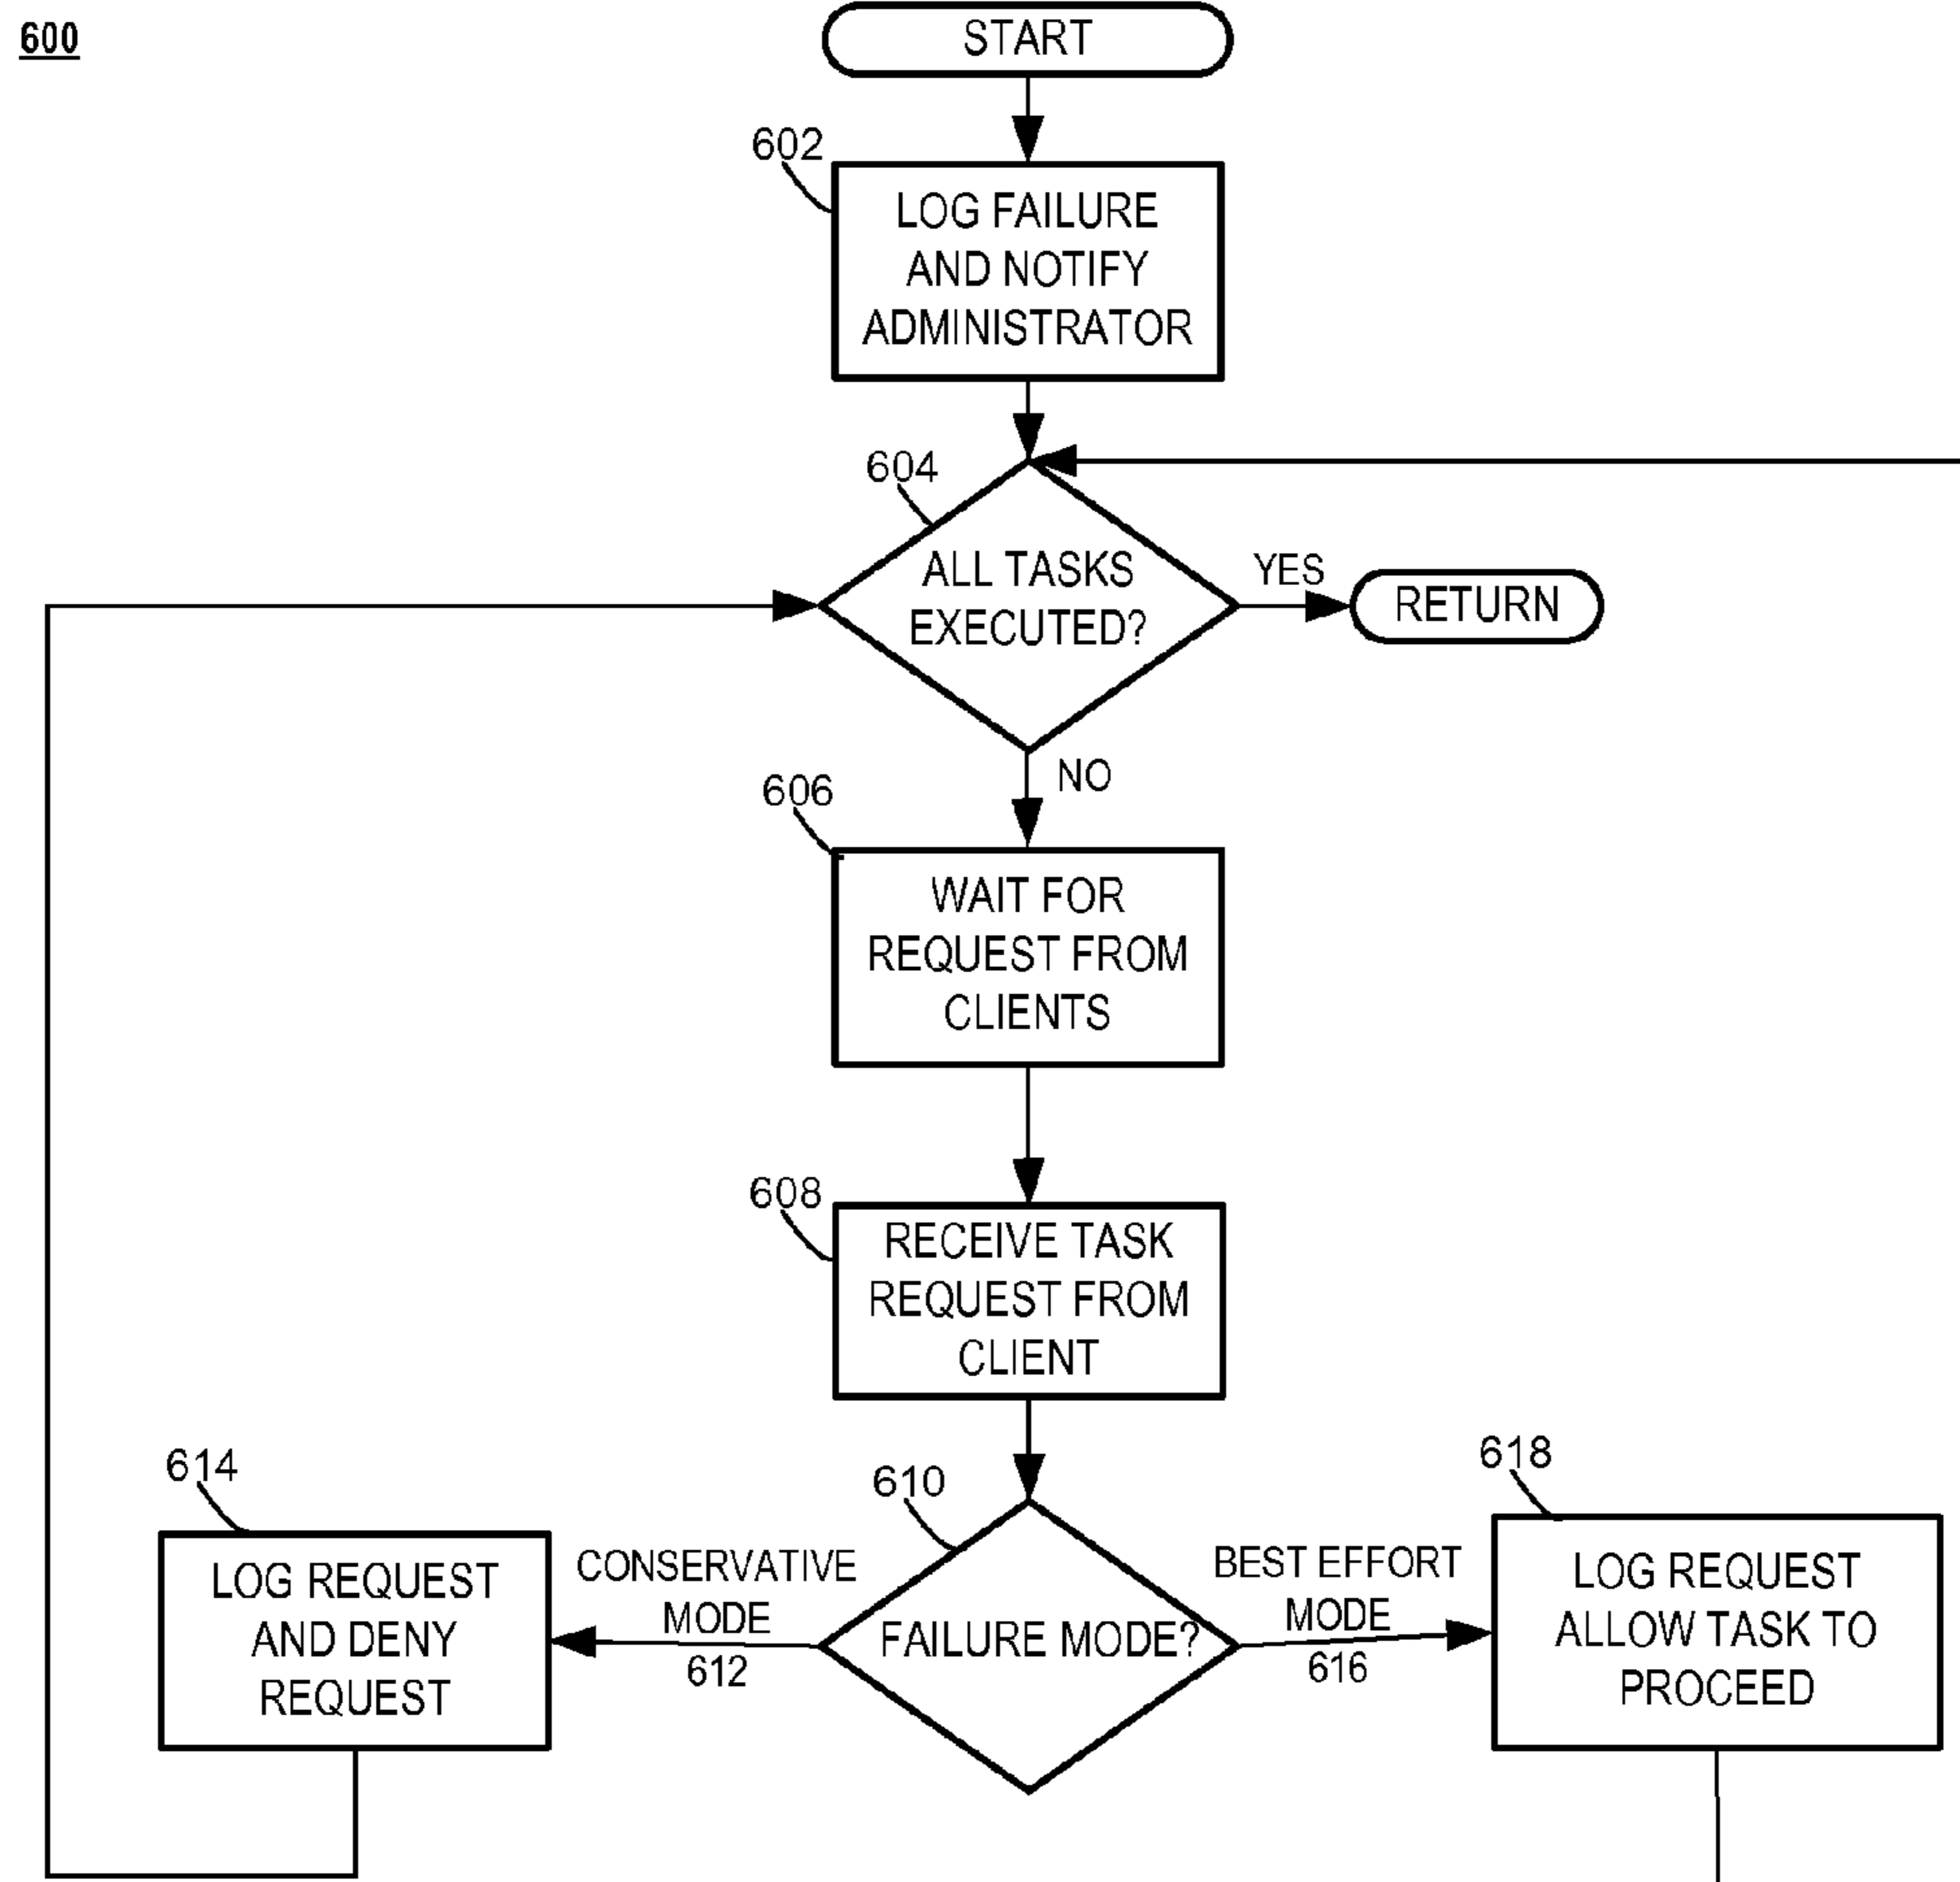 600
START
602
LOG FAILURE
AND NOTIFY
ADMINISTRATOR
604
ALL TASKS
EXECUTED?
YES
RETURN
NO
606
WAIT FOR
REQUEST FROM
CLIENTS
608
RECEIVE TASK
REQUEST FROM
CLIENT
610
FAILURE MODE?
CONSERVATIVE
MODE
612
614
LOG REQUEST
AND DENY
REQUEST
BEST EFFORT
MODE
616
618
LOG REQUEST
ALLOW TASK TO
PROCEED